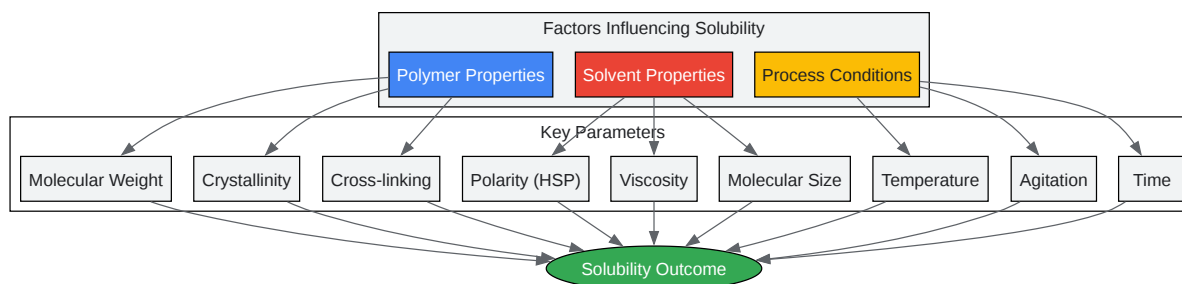 Factors Influencing Solubility
Polymer Properties
Solvent Properties
Process Conditions
Key Parameters
Molecular Weight
Crystallinity
Cross-linking
Polarity (HSP)
Viscosity
Molecular Size
Temperature
Agitation
Time
Solubility Outcome